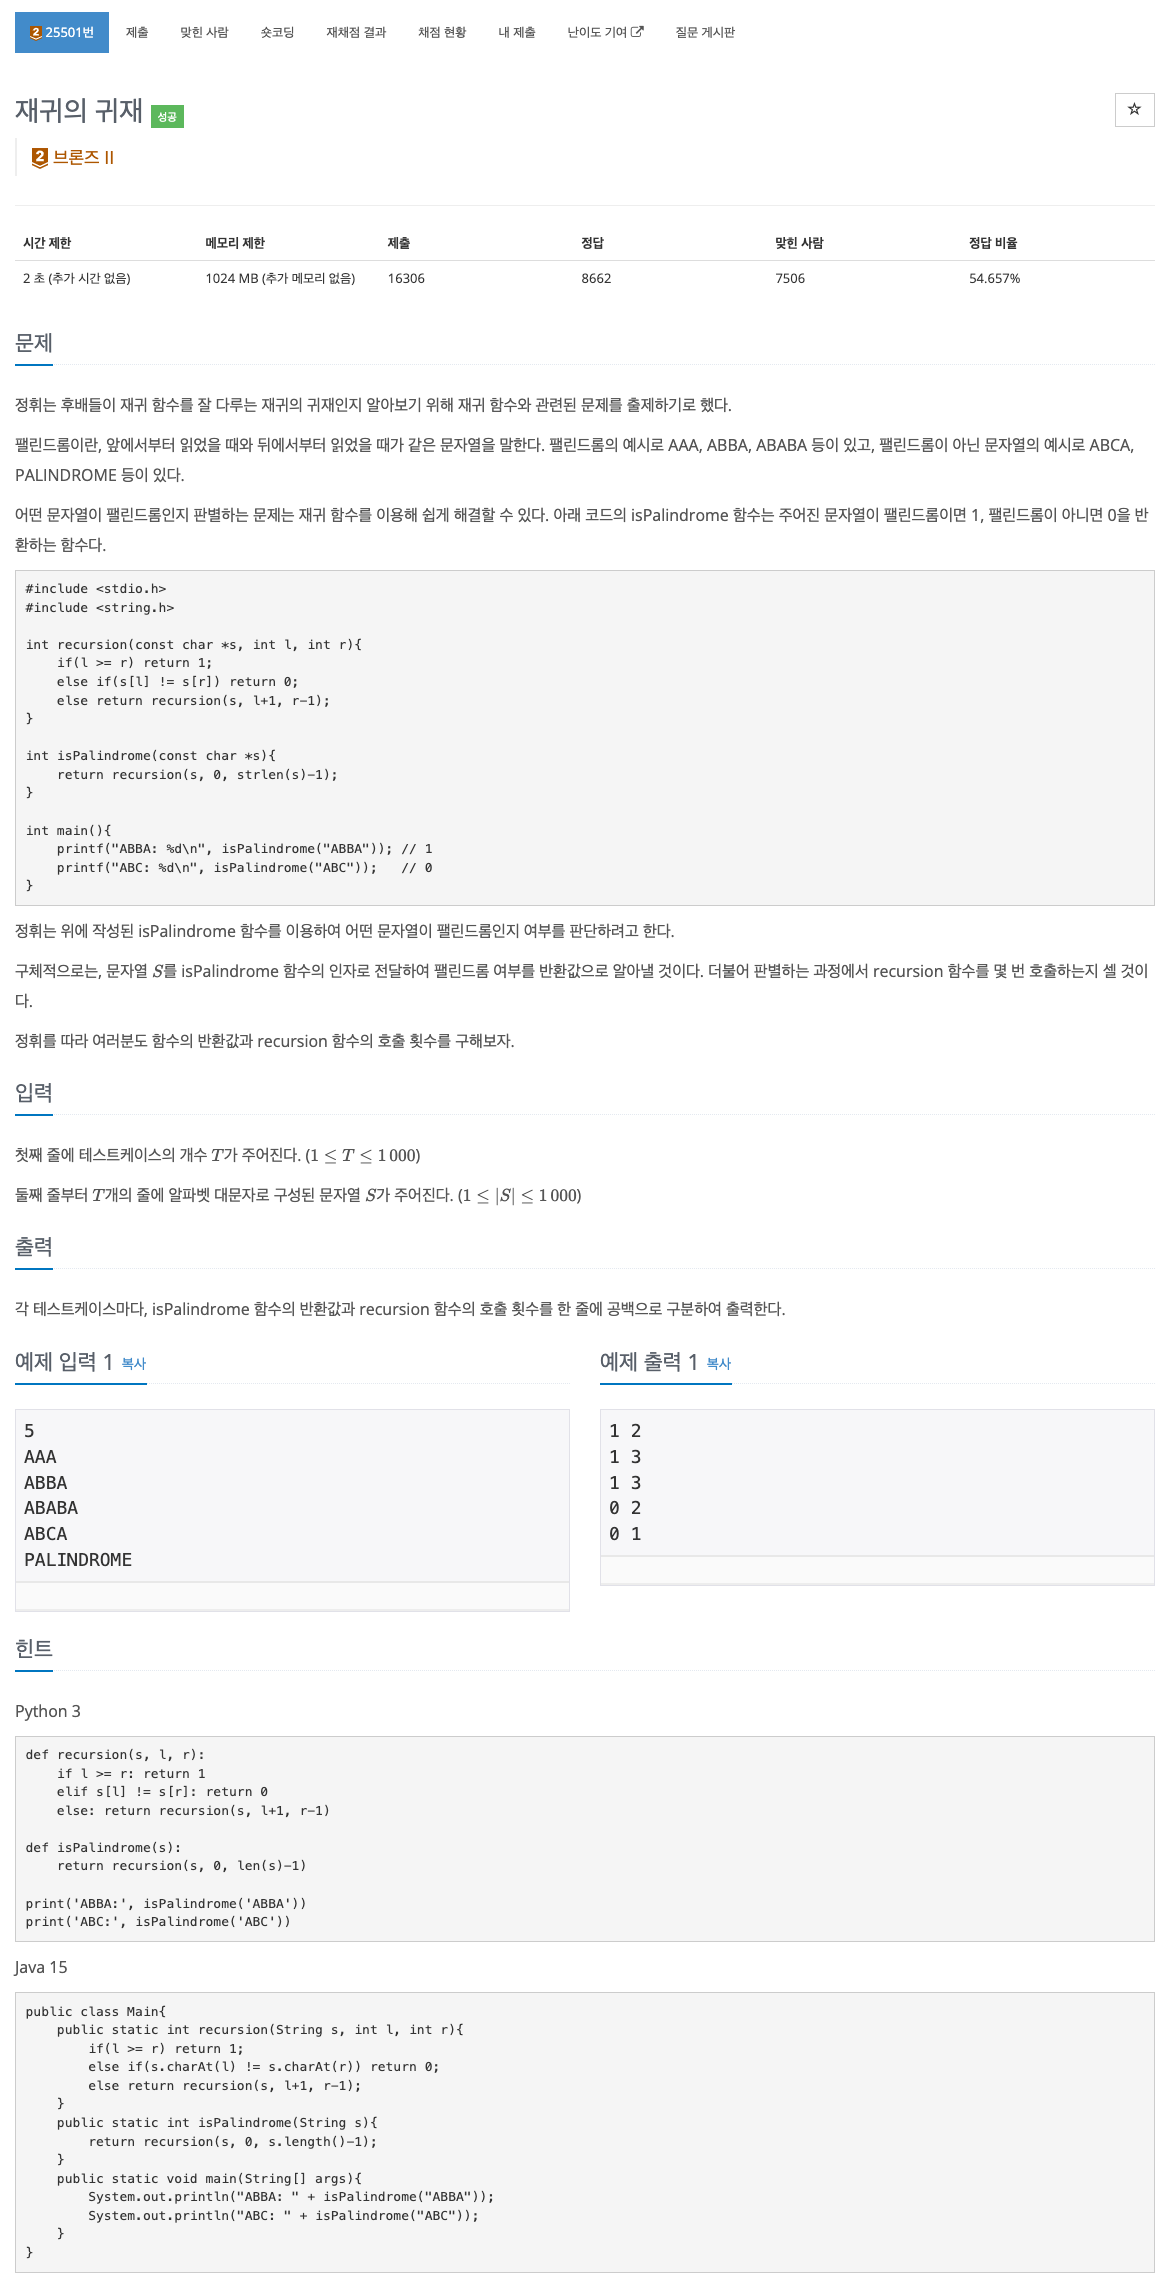 2 25501번 제출 맞힌 사람 숏코딩 재채점 결과 채점 현황 내 제출 난이도 기여 질문 게시판
재귀의 귀재 성공
☆
2 브론즈 II
시간 제한 메모리 제한 제출 정답 맞힌 사람 정답 비율
2 초 (추가 시간 없음) 1024 MB (추가 메모리 없음) 16306 8662 7506 54.657%
문제
정휘는 후배들이 재귀 함수를 잘 다루는 재귀의 귀재인지 알아보기 위해 재귀 함수와 관련된 문제를 출제하기로 했다.
팰린드롬이란, 앞에서부터 읽었을 때와 뒤에서부터 읽었을 때가 같은 문자열을 말한다. 팰린드롬의 예시로 AAA, ABBA, ABABA 등이 있고, 팰린드롬이 아닌 문자열의 예시로 ABCA,
PALINDROME 등이 있다.
어떤 문자열이 팰린드롬인지 판별하는 문제는 재귀 함수를 이용해 쉽게 해결할 수 있다. 아래 코드의 isPalindrome 함수는 주어진 문자열이 팰린드롬이면 1, 팰린드롬이 아니면 0을 반
환하는 함수다.
#include <stdio.h>
#include <string.h>
int recursion(const char *s, int l, int r){
    if(l >= r) return 1;
    else if(s[l] != s[r]) return 0;
    else return recursion(s, l+1, r-1);
}
int isPalindrome(const char *s){
    return recursion(s, 0, strlen(s)-1);
}
int main(){
    printf("ABBA: %d\n", isPalindrome("ABBA")); // 1
    printf("ABC: %d\n", isPalindrome("ABC"));   // 0
}
정휘는 위에 작성된 isPalindrome 함수를 이용하여 어떤 문자열이 팰린드롬인지 여부를 판단하려고 한다.
구체적으로는, 문자열 S를 isPalindrome 함수의 인자로 전달하여 팰린드롬 여부를 반환값으로 알아낼 것이다. 더불어 판별하는 과정에서 recursion 함수를 몇 번 호출하는지 셀 것이
다.
정휘를 따라 여러분도 함수의 반환값과 recursion 함수의 호출 횟수를 구해보자.
입력
첫째 줄에 테스트케이스의 개수 T가 주어진다. (1 ≤ T ≤ 1 000)
둘째 줄부터 T개의 줄에 알파벳 대문자로 구성된 문자열 S가 주어진다. (1 ≤ |S| ≤ 1 000)
출력
각 테스트케이스마다, isPalindrome 함수의 반환값과 recursion 함수의 호출 횟수를 한 줄에 공백으로 구분하여 출력한다.
예제 입력 1 복사
5
AAA
ABBA
ABABA
ABCA
PALINDROME
예제 출력 1 복사
1 2
1 3
1 3
0 2
0 1
힌트
Python 3
def recursion(s, l, r):
    if l >= r: return 1
    elif s[l] != s[r]: return 0
    else: return recursion(s, l+1, r-1)
def isPalindrome(s):
    return recursion(s, 0, len(s)-1)
print('ABBA:', isPalindrome('ABBA'))
print('ABC:', isPalindrome('ABC'))
Java 15
public class Main{
    public static int recursion(String s, int l, int r){
        if(l >= r) return 1;
        else if(s.charAt(l) != s.charAt(r)) return 0;
        else return recursion(s, l+1, r-1);
    }
    public static int isPalindrome(String s){
        return recursion(s, 0, s.length()-1);
    }
    public static void main(String[] args){
        System.out.println("ABBA: " + isPalindrome("ABBA"));
        System.out.println("ABC: " + isPalindrome("ABC"));
    }
}